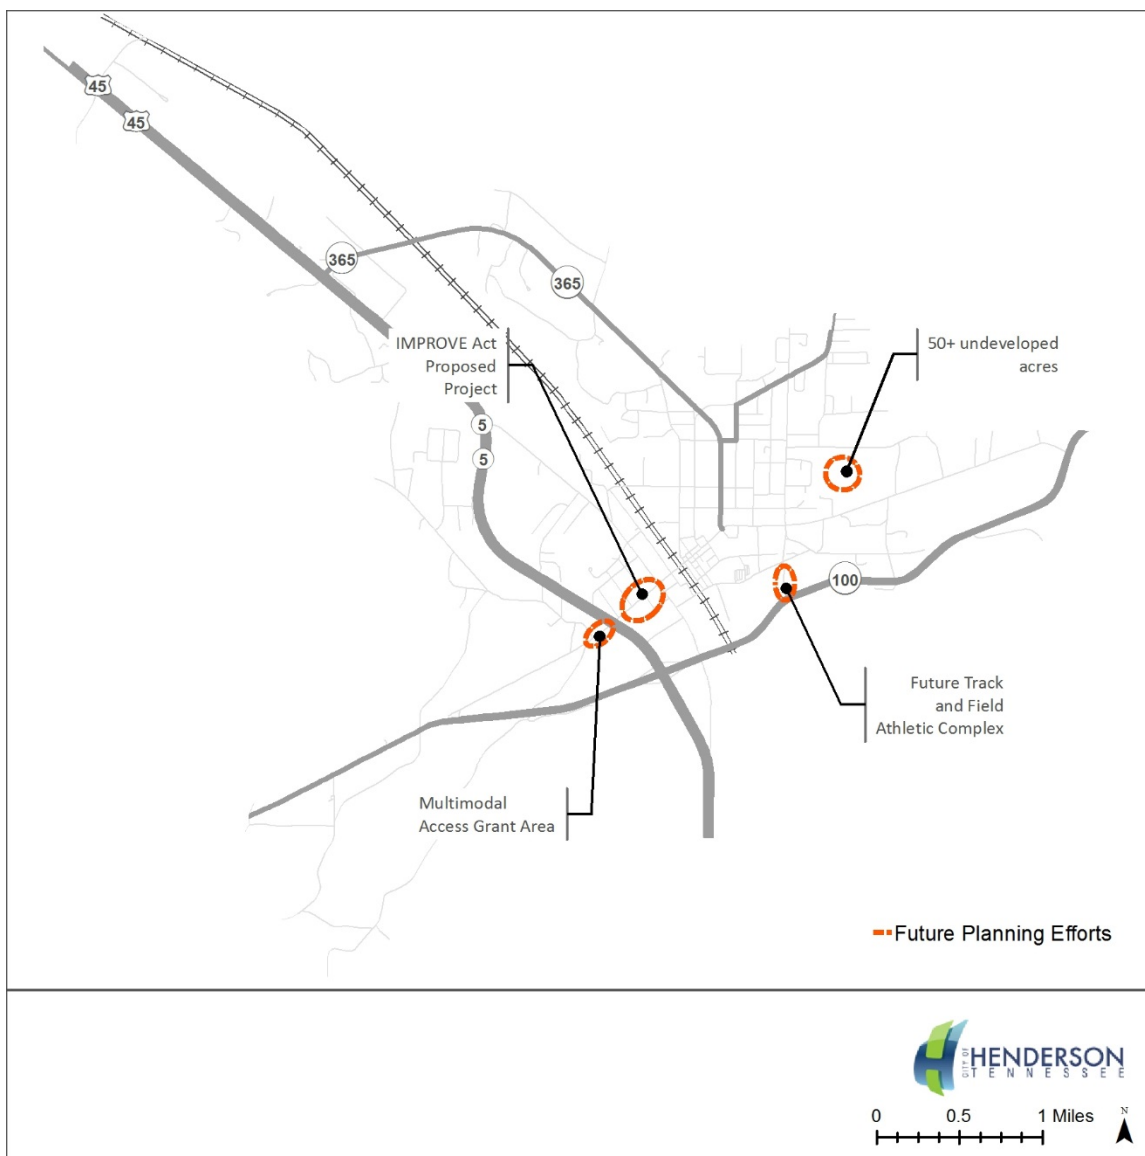 45
45
365
365
IMPROVE Act
Proposed
Project
50+ undeveloped
acres
5
5
100
Future Track
and Field
Athletic Complex
Multimodal
Access Grant Area
Future Planning Efforts
CITY OF
HENDERSON
TENNESSEE
0 0.5 1 Miles
N